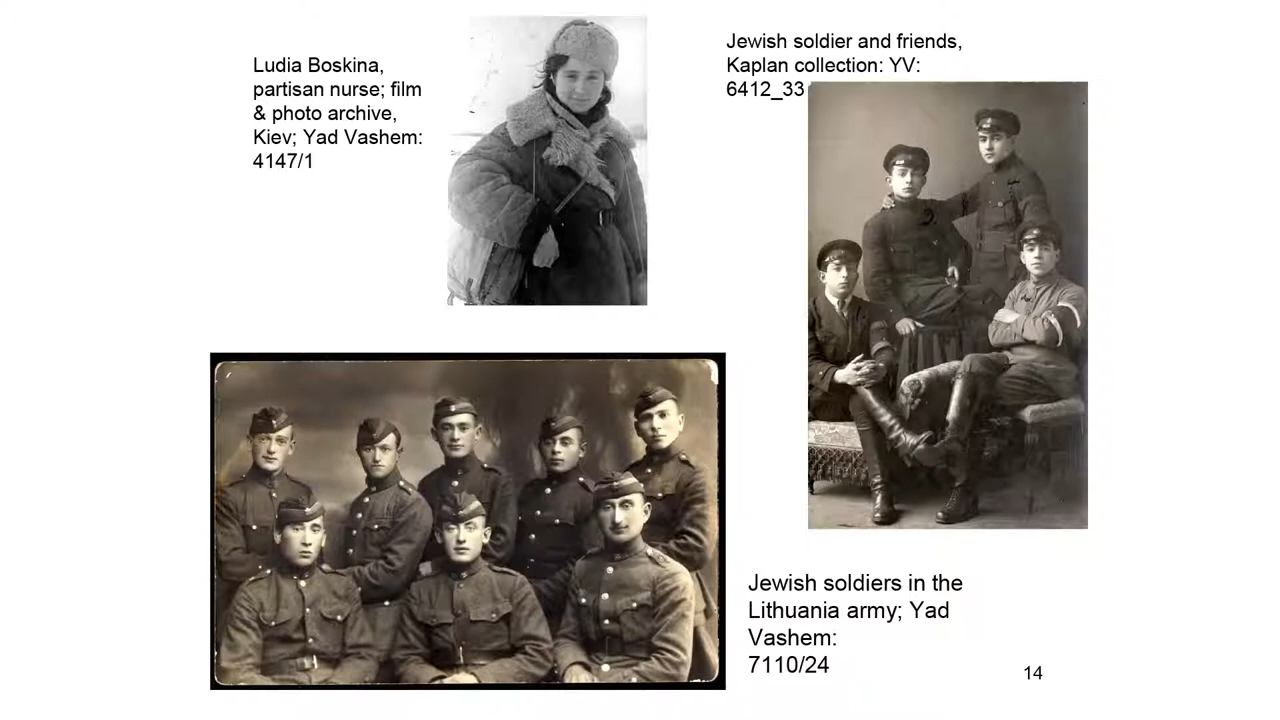 Ludia Boskina,
partisan nurse; film
& photo archive,
Kiev; Yad Vashem:
4147/1
Jewish soldier and friends,
Kaplan collection: YV:
6412_33
Jewish soldiers in the
Lithuania army; Yad
Vashem:
7110/24
14